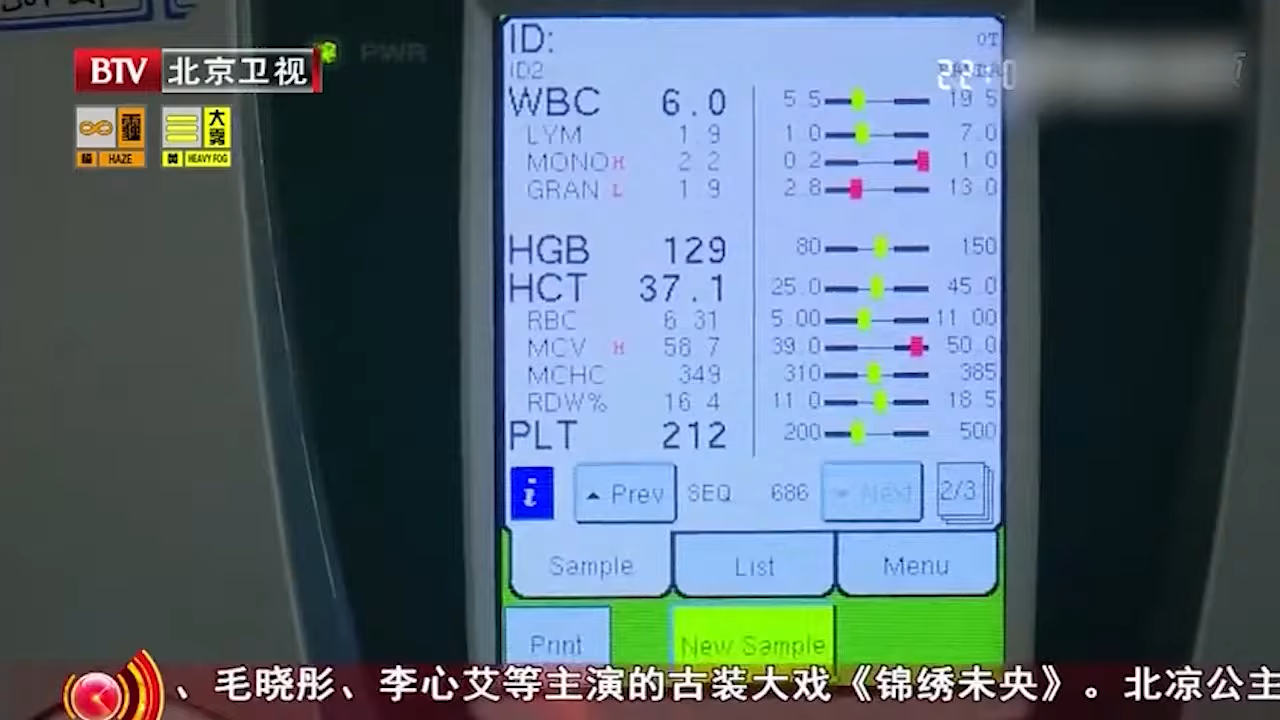 PWR
BTV 北京卫视
霾 大雾
橙 HAZE 黄 HEAVY FOG
ID:
ID2
WBC 6.0 5.5 19.5
LYM 1.9 1.0 7.0
MONO H 2.2 0.2 1.0
GRAN L 1.9 2.8 13.0
HGB 129 80 150
HCT 37.1 25.0 45.0
RBC 6.31 5.00 11.00
MCV H 58.7 39.0 50.0
MCHC 349 310 385
RDW% 16.4 11.0 18.5
PLT 212 200 500
i Prev SEQ 686 Next 2/3
Sample List Menu
Print New Sample
、毛晓彤、李心艾等主演的古装大戏《锦绣未央》。北凉公主